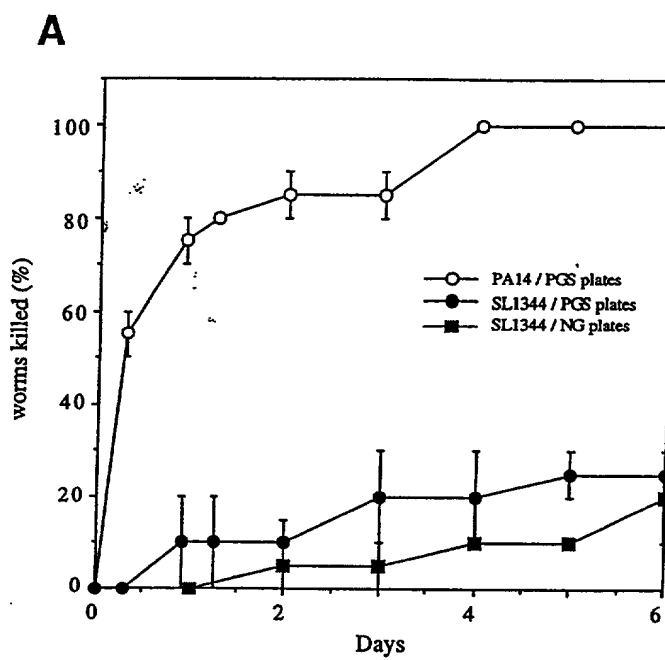 A
worms killed (%)
100
80
60
40
20
0
PA14 / PGS plates
SL1344 / PGS plates
SL1344 / NG plates
0 2 4 6
Days